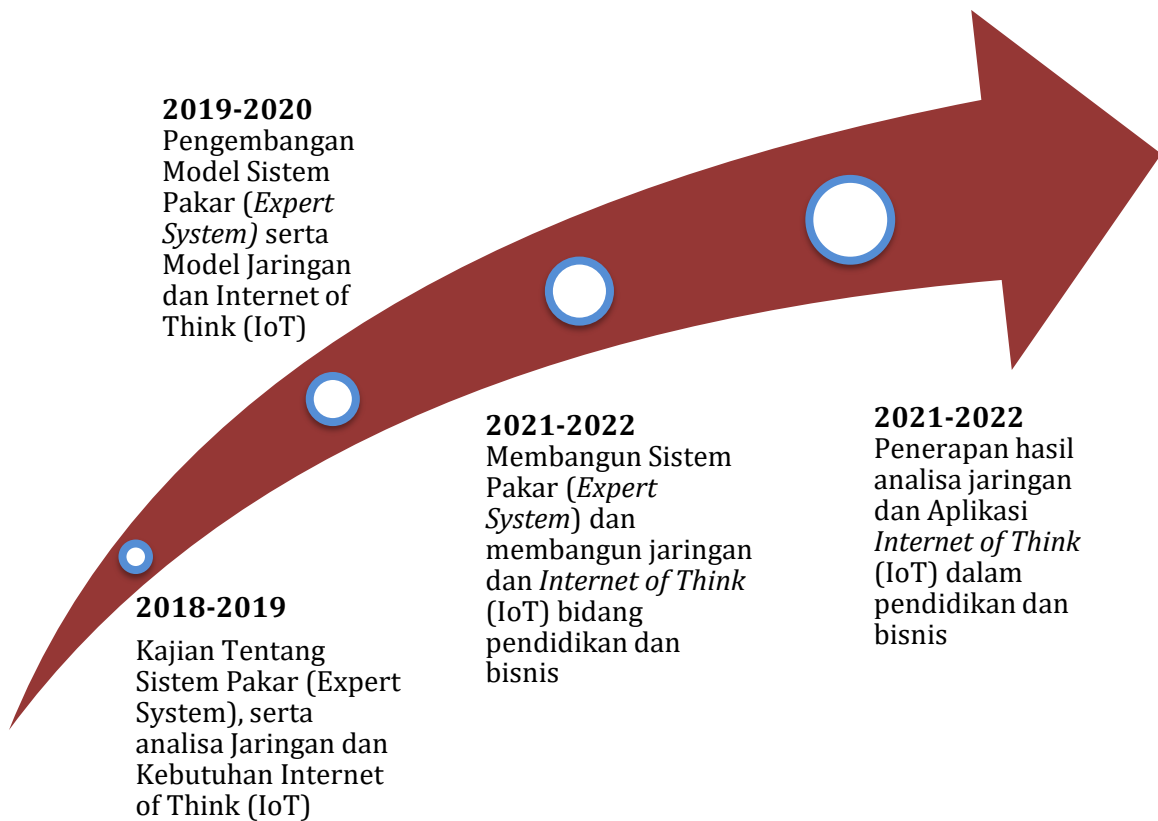 2019-2020
Pengembangan
Model Sistem
Pakar (Expert
System) serta
Model Jaringan
dan Internet of
Think (IoT)
2018-2019
Kajian Tentang
Sistem Pakar (Expert
System), serta
analisa Jaringan dan
Kebutuhan Internet
of Think (IoT)
2021-2022
Membangun Sistem
Pakar (Expert
System) dan
membangun jaringan
dan Internet of Think
(IoT) bidang
pendidikan dan
bisnis
2021-2022
Penerapan hasil
analisa jaringan
dan Aplikasi
Internet of Think
(IoT) dalam
pendidikan dan
bisnis